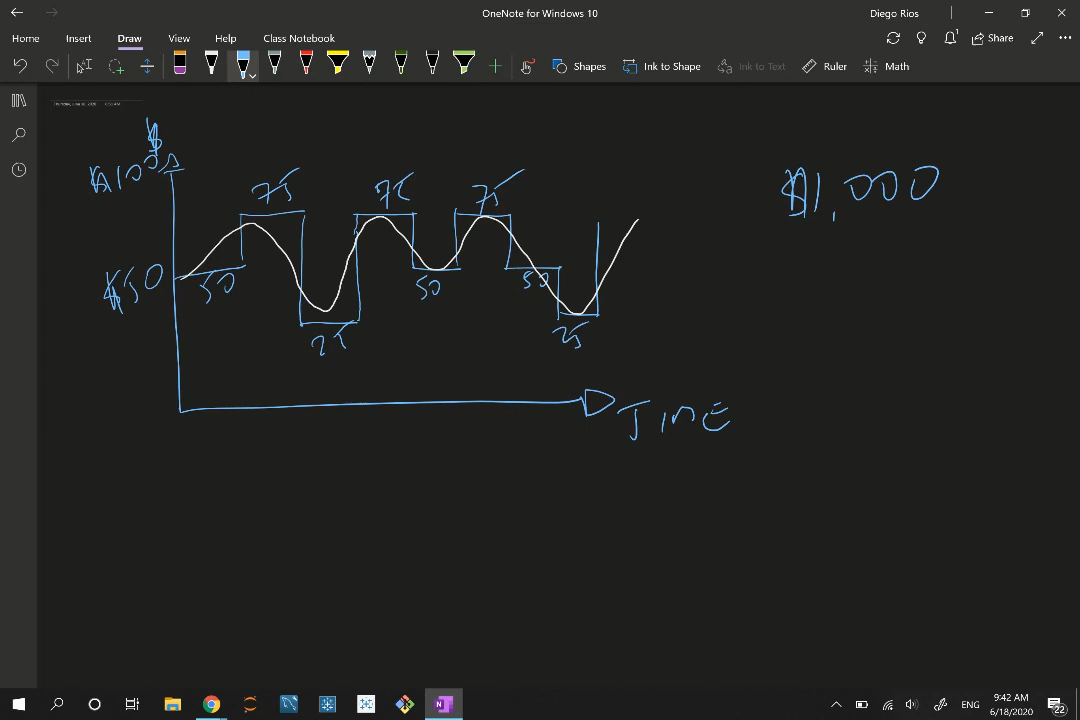 OneNote for Windows 10
Diego Rios
Home Insert Draw View Help Class Notebook
Share
Shapes Ink to Shape Ink to Text Ruler Math
$
$100
$1,000
75 75 75
$50
50 50 50
25 25
TIME
ENG
9:42 AM
6/18/2020
22